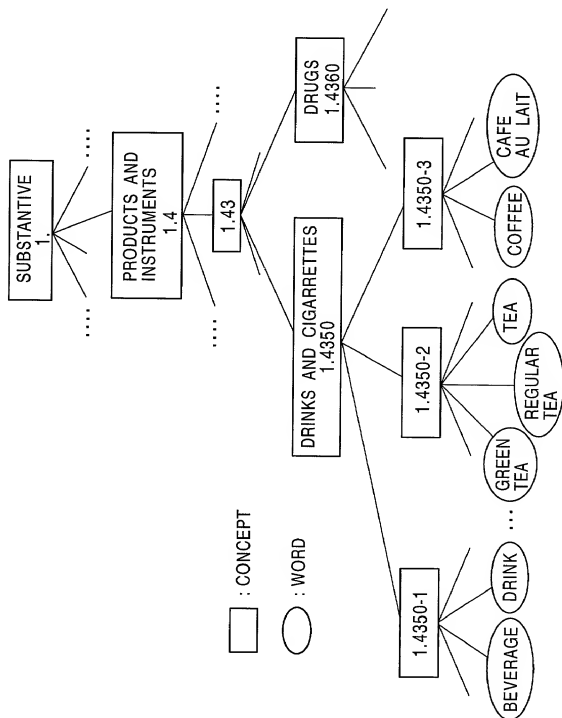 SUBSTANTIVE
1.
....
....
PRODUCTS AND
INSTRUMENTS
1.4
....
....
1.43
DRINKS AND CIGARRETTES
1.4350
DRUGS
1.4360
: CONCEPT
: WORD
1.4350-1
1.4350-2
1.4350-3
BEVERAGE
DRINK
...
GREEN
TEA
REGULAR
TEA
TEA
COFFEE
CAFE
AU LAIT